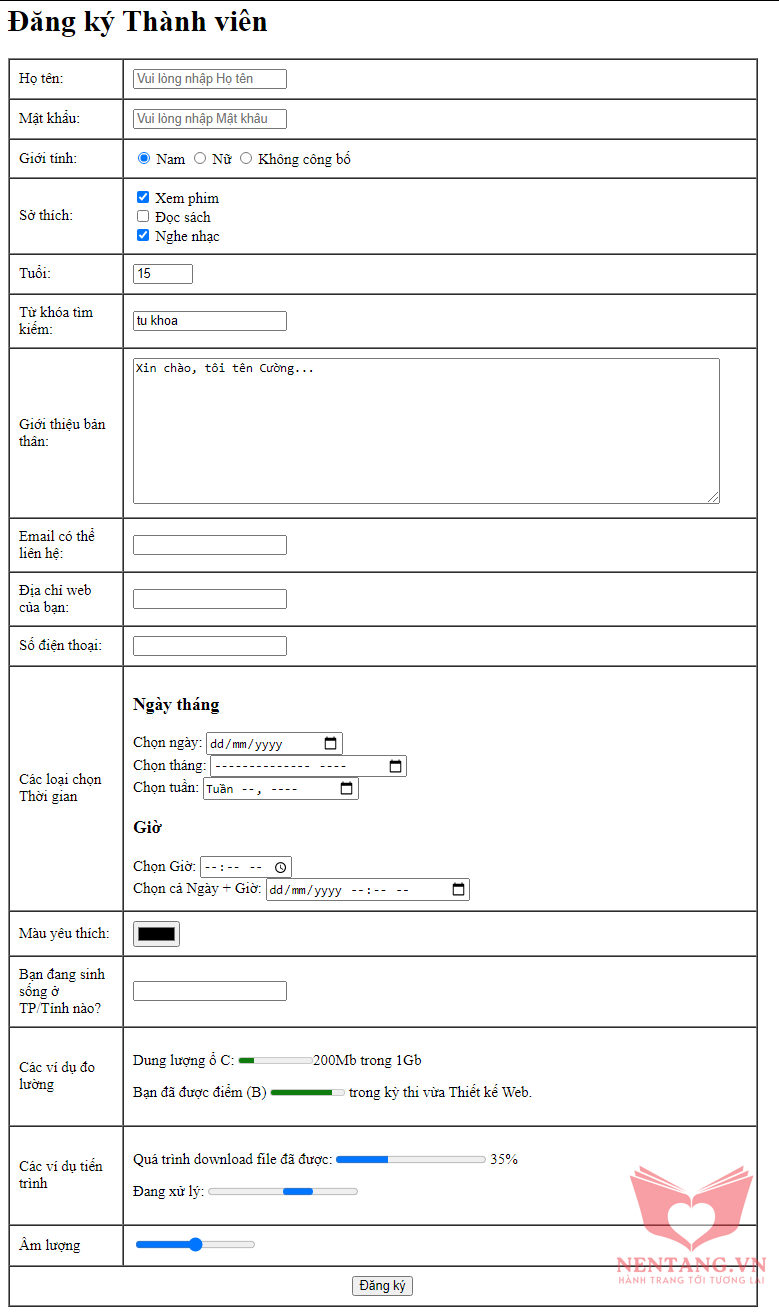 Đăng ký Thành viên
Họ tên: Vui lòng nhập Họ tên
Mật khẩu: Vui lòng nhập Mật khâu
Giới tính: Nam Nữ Không công bố
Sở thích:
Xem phim
Đọc sách
Nghe nhạc
Tuổi: 15
Từ khóa tìm
kiếm:
tu khoa
Giới thiệu bản
thân:
Xin chào, tôi tên Cường...
Email có thể
liên hệ:
Địa chỉ web
của bạn:
Số điện thoại:
Các loại chọn
Thời gian
Ngày tháng
Chọn ngày: dd/mm/yyyy
Chọn tháng: -------------- ----
Chọn tuần: Tuần --, ----
Giờ
Chọn Giờ: --:-- --
Chọn cả Ngày + Giờ: dd/mm/yyyy --:-- --
Màu yêu thích:
Bạn đang sinh
sống ở
TP/Tỉnh nào?
Các ví dụ đo
lường
Dung lượng ổ C: 200Mb trong 1Gb
Bạn đã được điểm (B) trong kỳ thi vừa Thiết kế Web.
Các ví dụ tiến
trình
Quá trình download file đã được: 35%
Đang xử lý:
Âm lượng
Đăng ký
NENTANG.VN
HÀNH TRANG TỚI TƯƠNG LAI